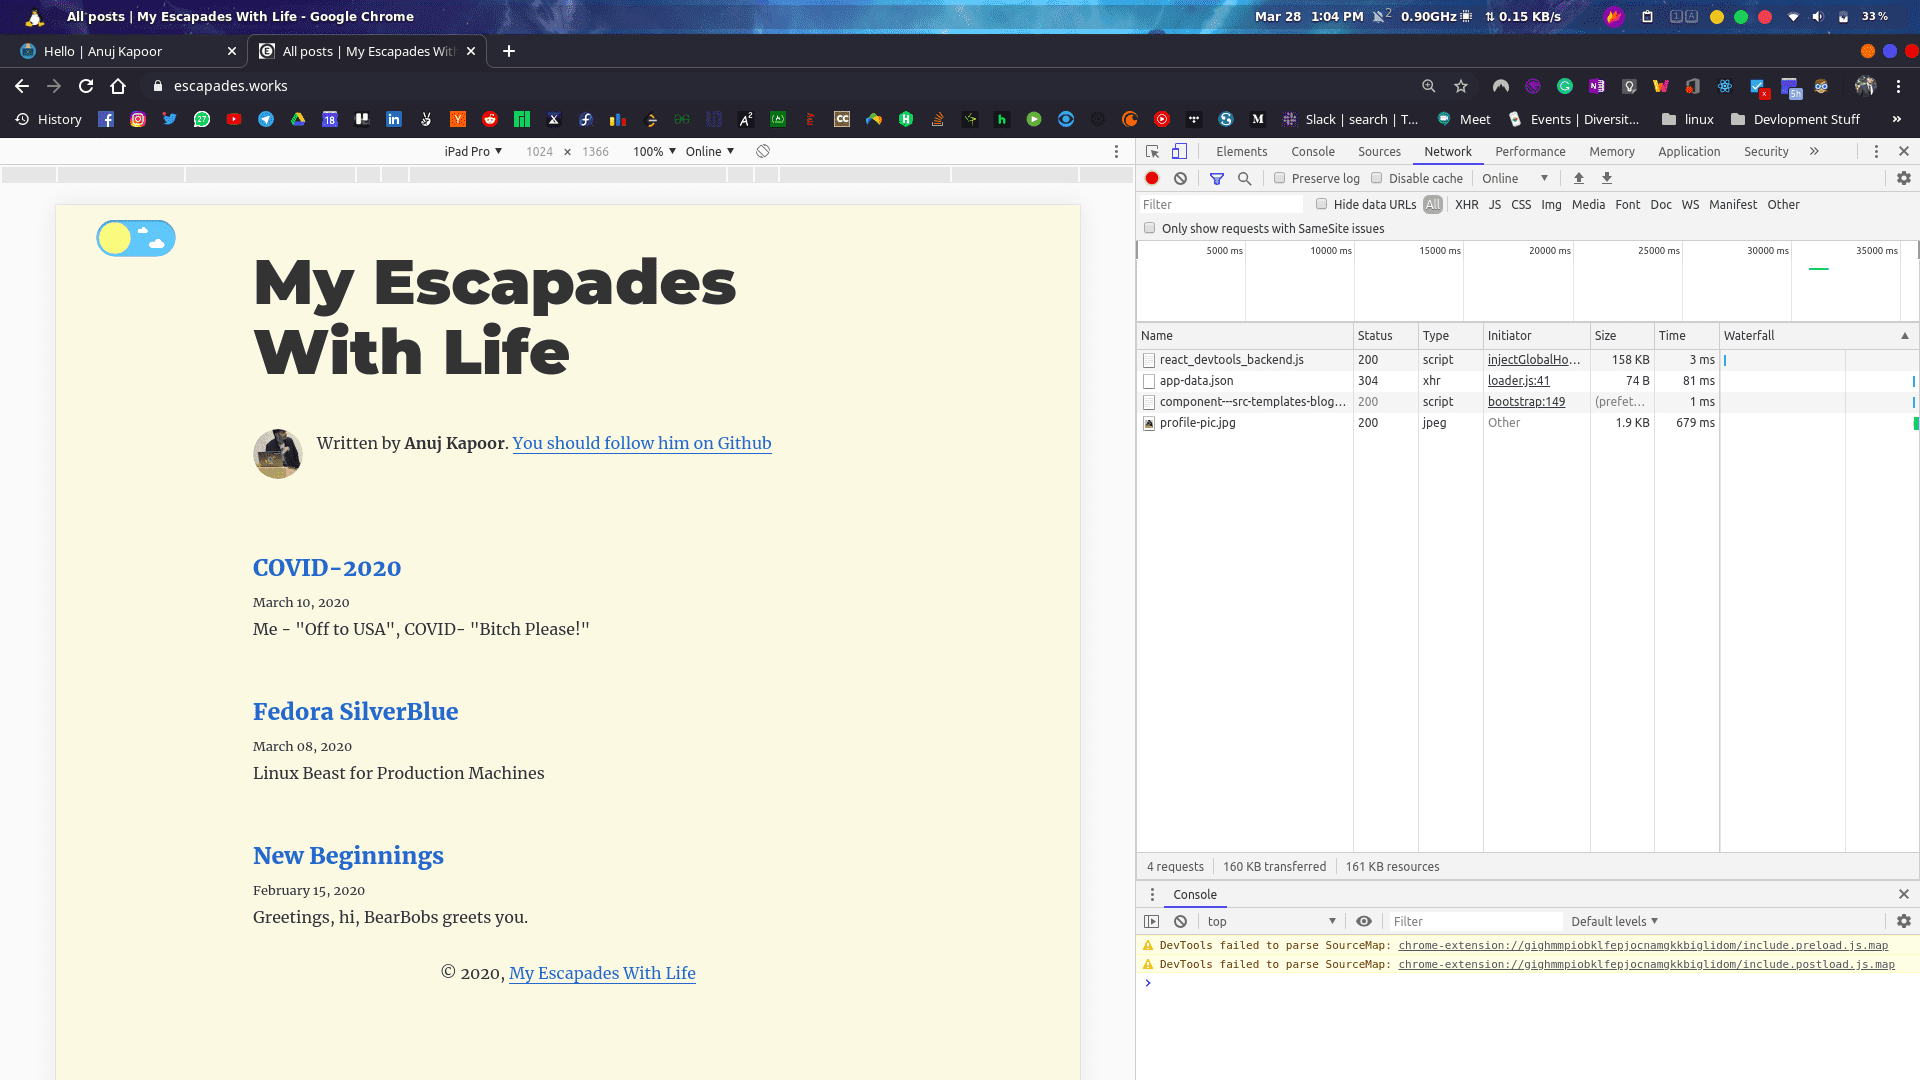 All posts | My Escapades With Life - Google Chrome
Mar 28 1:04 PM 2 0.90GHz 0.15 KB/s 33 %
Hello | Anuj Kapoor
All posts | My Escapades With
escapades.works
History
Slack | search | T...
Meet
Events | Diversit...
linux
Devlopment Stuff
»
iPad Pro 1024 × 1366 100% Online
My Escapades
With Life
Written by Anuj Kapoor. You should follow him on Github
COVID-2020
March 10, 2020
Me - "Off to USA", COVID- "Bitch Please!"
Fedora SilverBlue
March 08, 2020
Linux Beast for Production Machines
New Beginnings
February 15, 2020
Greetings, hi, BearBobs greets you.
© 2020, My Escapades With Life
Elements Console Sources Network Performance Memory Application Security »
Preserve log Disable cache Online
Filter Hide data URLs All XHR JS CSS Img Media Font Doc WS Manifest Other
Only show requests with SameSite issues
5000 ms 10000 ms 15000 ms 20000 ms 25000 ms 30000 ms 35000 ms
Name Status Type Initiator Size Time Waterfall
react_devtools_backend.js 200 script injectGlobalHo... 158 KB 3 ms
app-data.json 304 xhr loader.js:41 74 B 81 ms
component---src-templates-blog... 200 script bootstrap:149 (prefet... 1 ms
profile-pic.jpg 200 jpeg Other 1.9 KB 679 ms
4 requests 160 KB transferred 161 KB resources
Console
top Filter Default levels
DevTools failed to parse SourceMap: chrome-extension://gighmmpiobklfepjocnamgkkbiglidom/include.preload.js.map
DevTools failed to parse SourceMap: chrome-extension://gighmmpiobklfepjocnamgkkbiglidom/include.postload.js.map